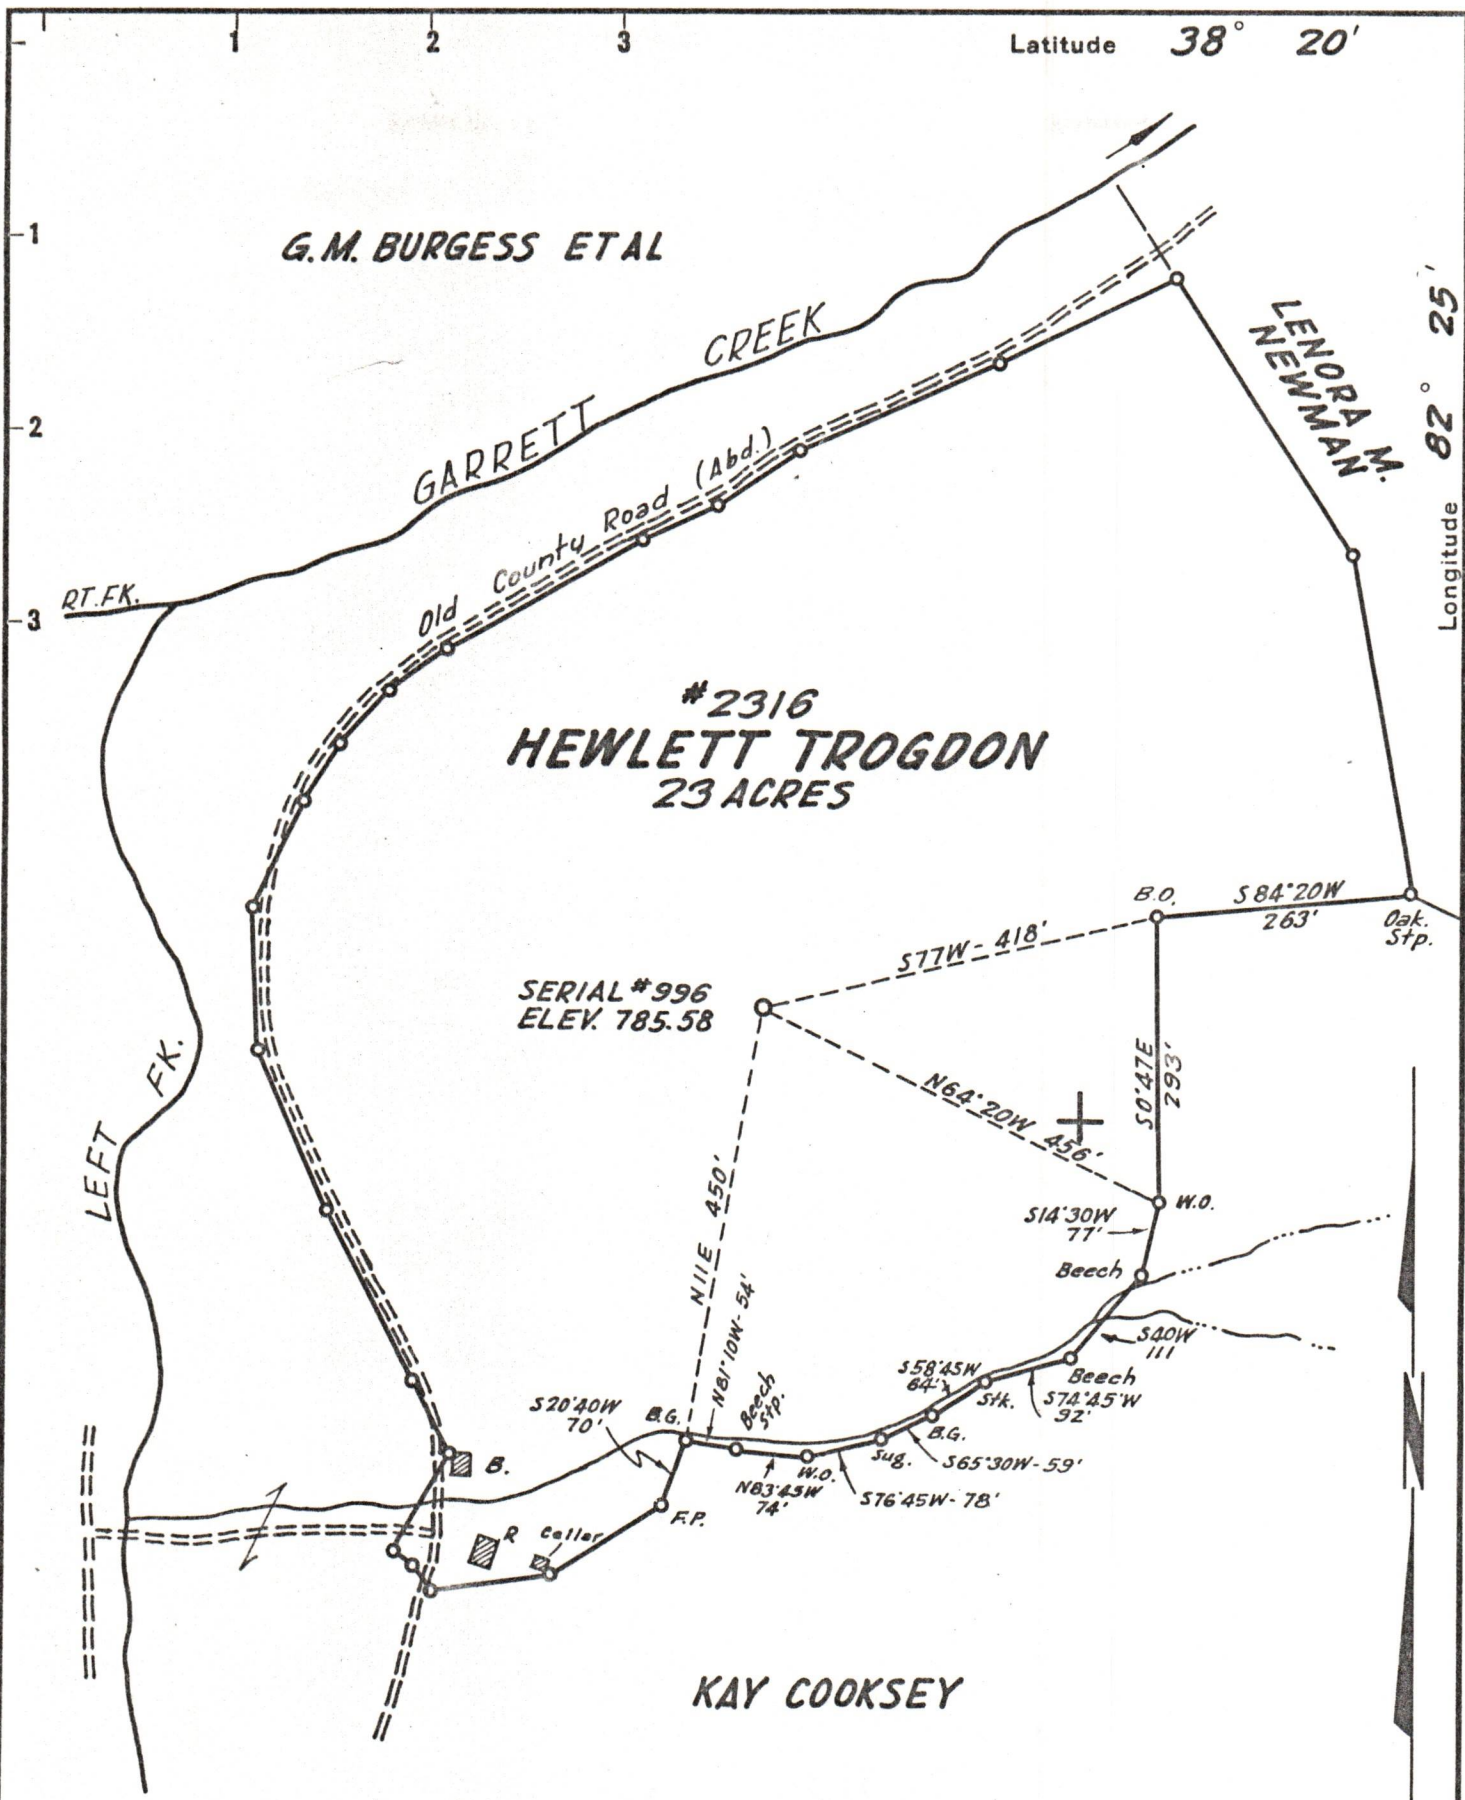 1 2 3
Latitude 38° 20'
1
G.M. BURGESS ET AL
82° 25'
Longitude
LENORA M.
NEWMAN
CREEK
2
GARRETT
Old County Road (Abd.)
RT. FK.
3
#2316
HEWLETT TROGDON
23 ACRES
B.O.
S84°20W
263'
Oak.
Stp.
S77W - 418'
SERIAL #996
ELEV. 785.58
LEFT FK.
N64°20W 456'
S0°47E
293'
N11E 450'
W.O.
S14°30W
77'
Beech
S40W
111
Beech
S74°45'W
92'
Stk.
S58°45W
64'
B.G.
S65°30W - 59'
Sug.
S76°45W - 78'
W.O.
N83°45W
74'
Beech
Stp.
N81°10W - 54'
B.G.
S20°40W
70'
F.P.
B.
R
Cellar
KAY COOKSEY